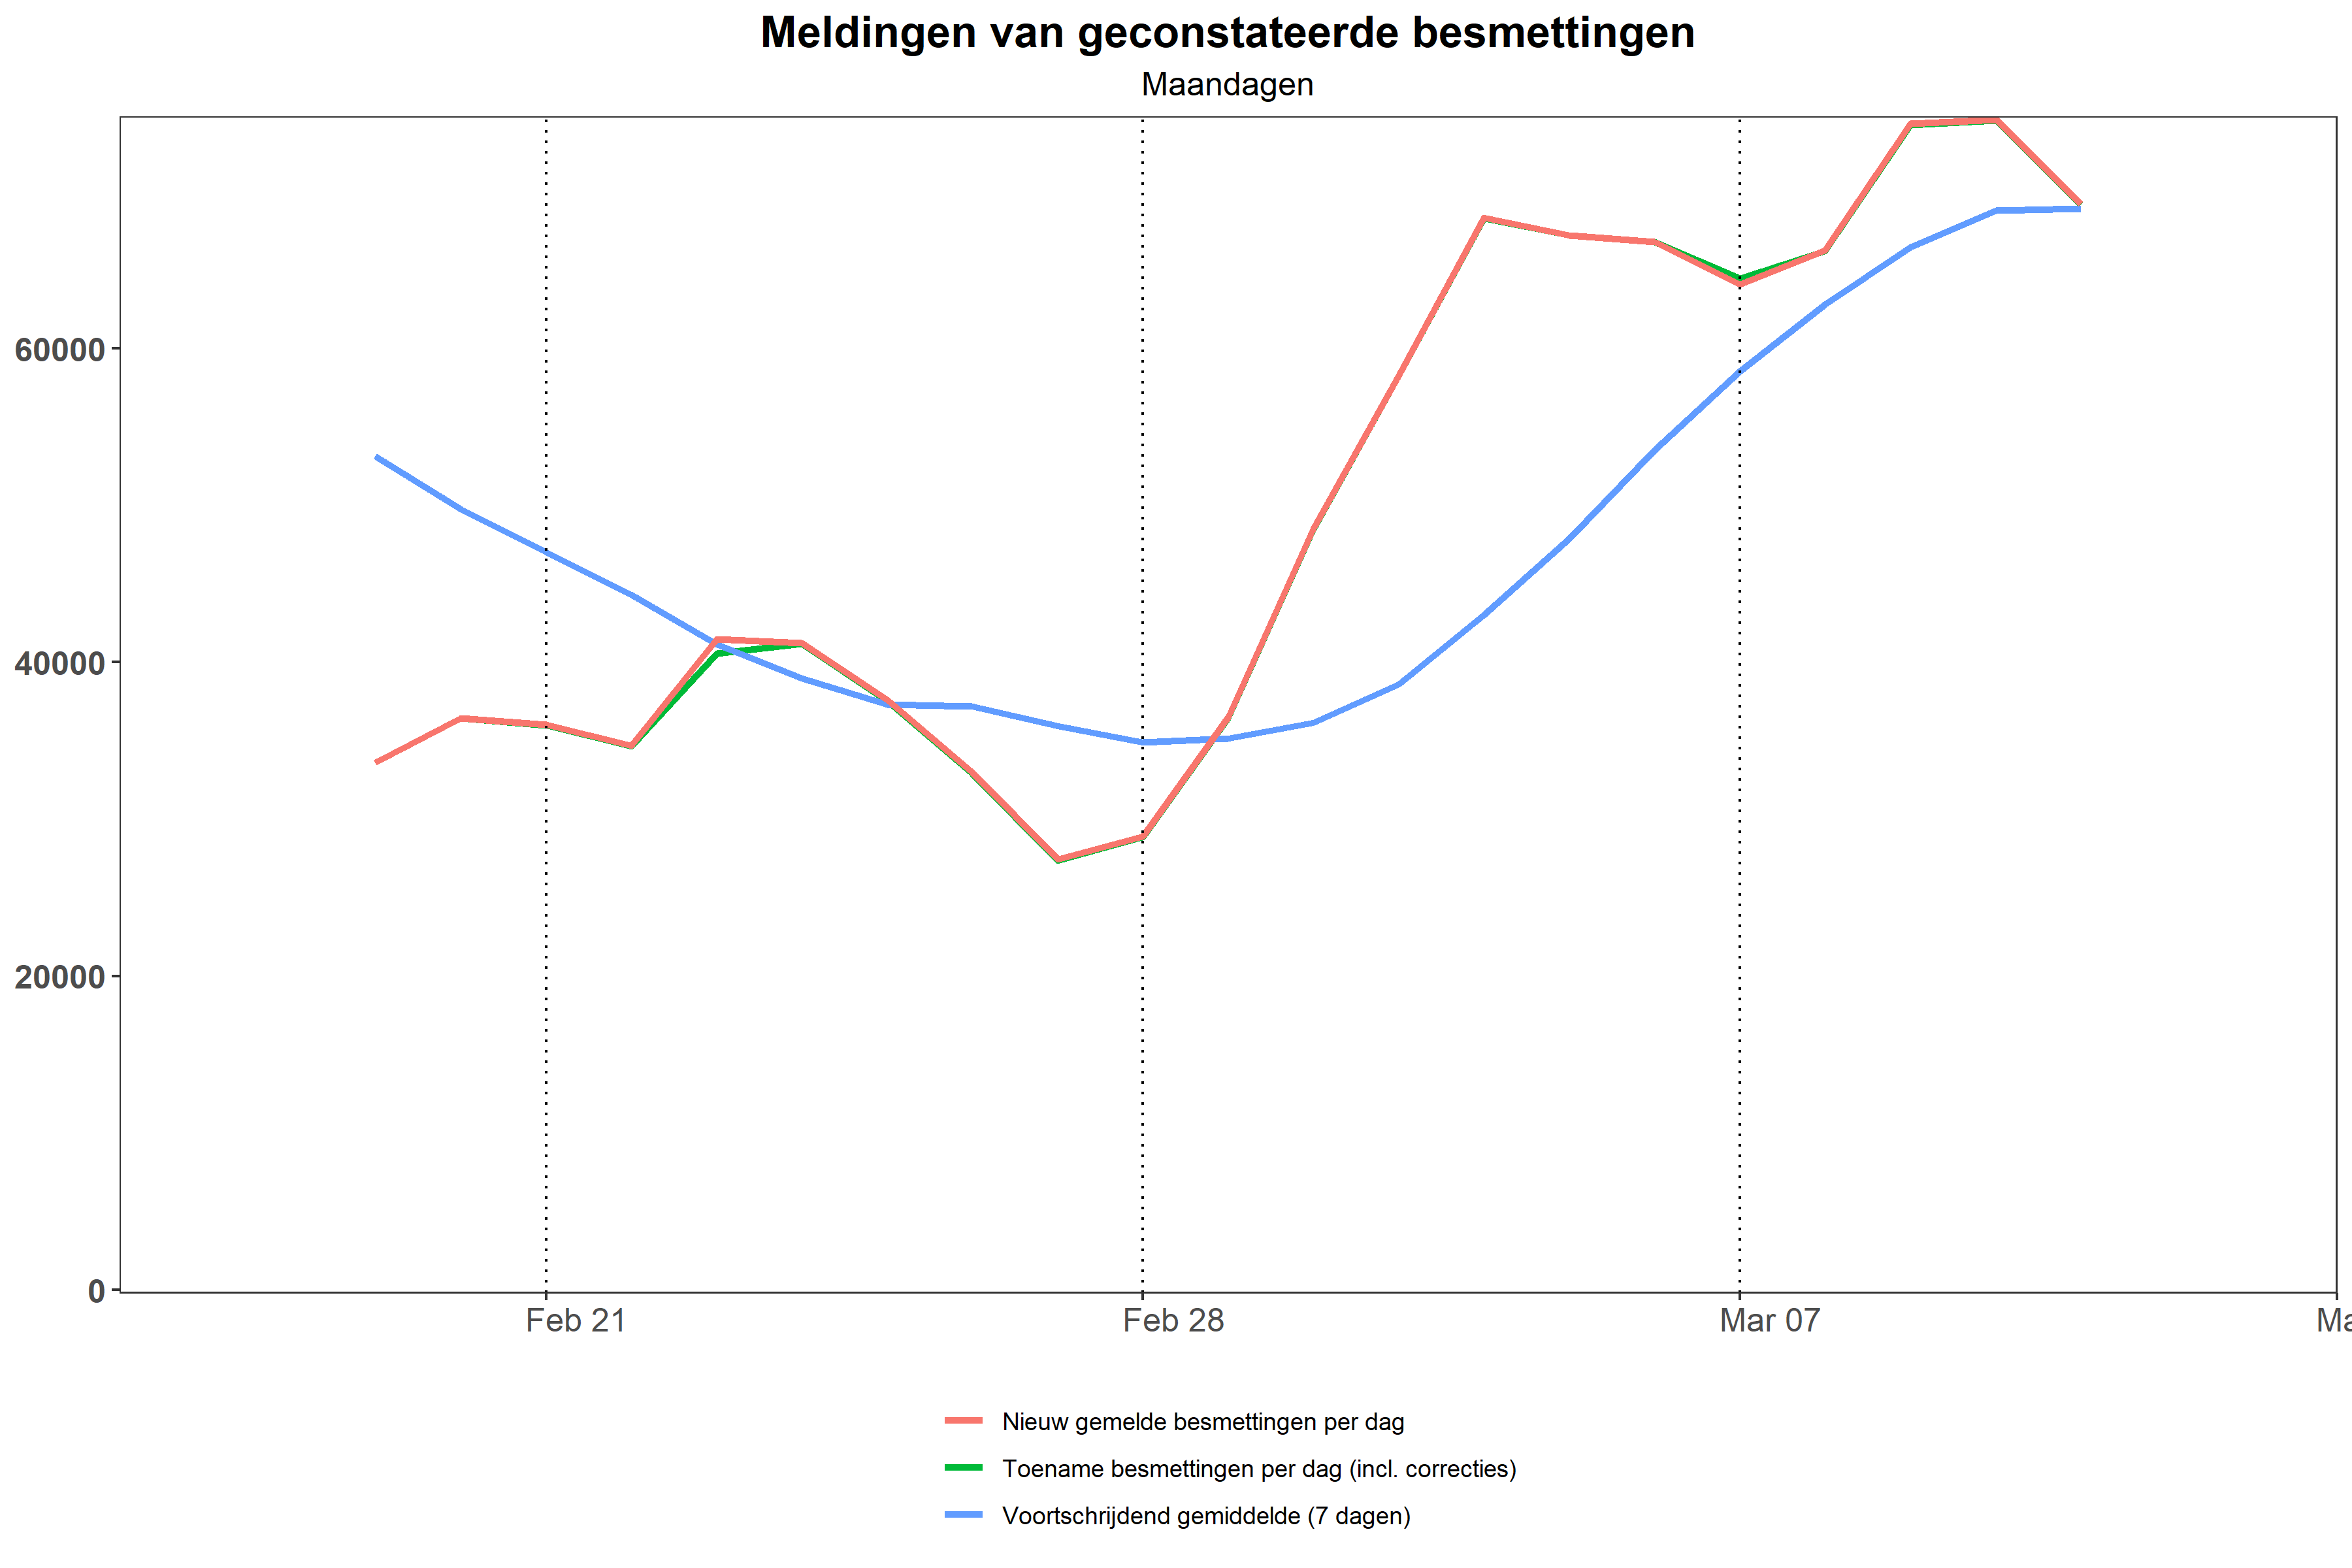 Meldingen van geconstateerde besmettingen
Maandagen
60000
40000
20000
0
Feb 21
Feb 28
Mar 07
Ma
Nieuw gemelde besmettingen per dag
Toename besmettingen per dag (incl. correcties)
Voortschrijdend gemiddelde (7 dagen)